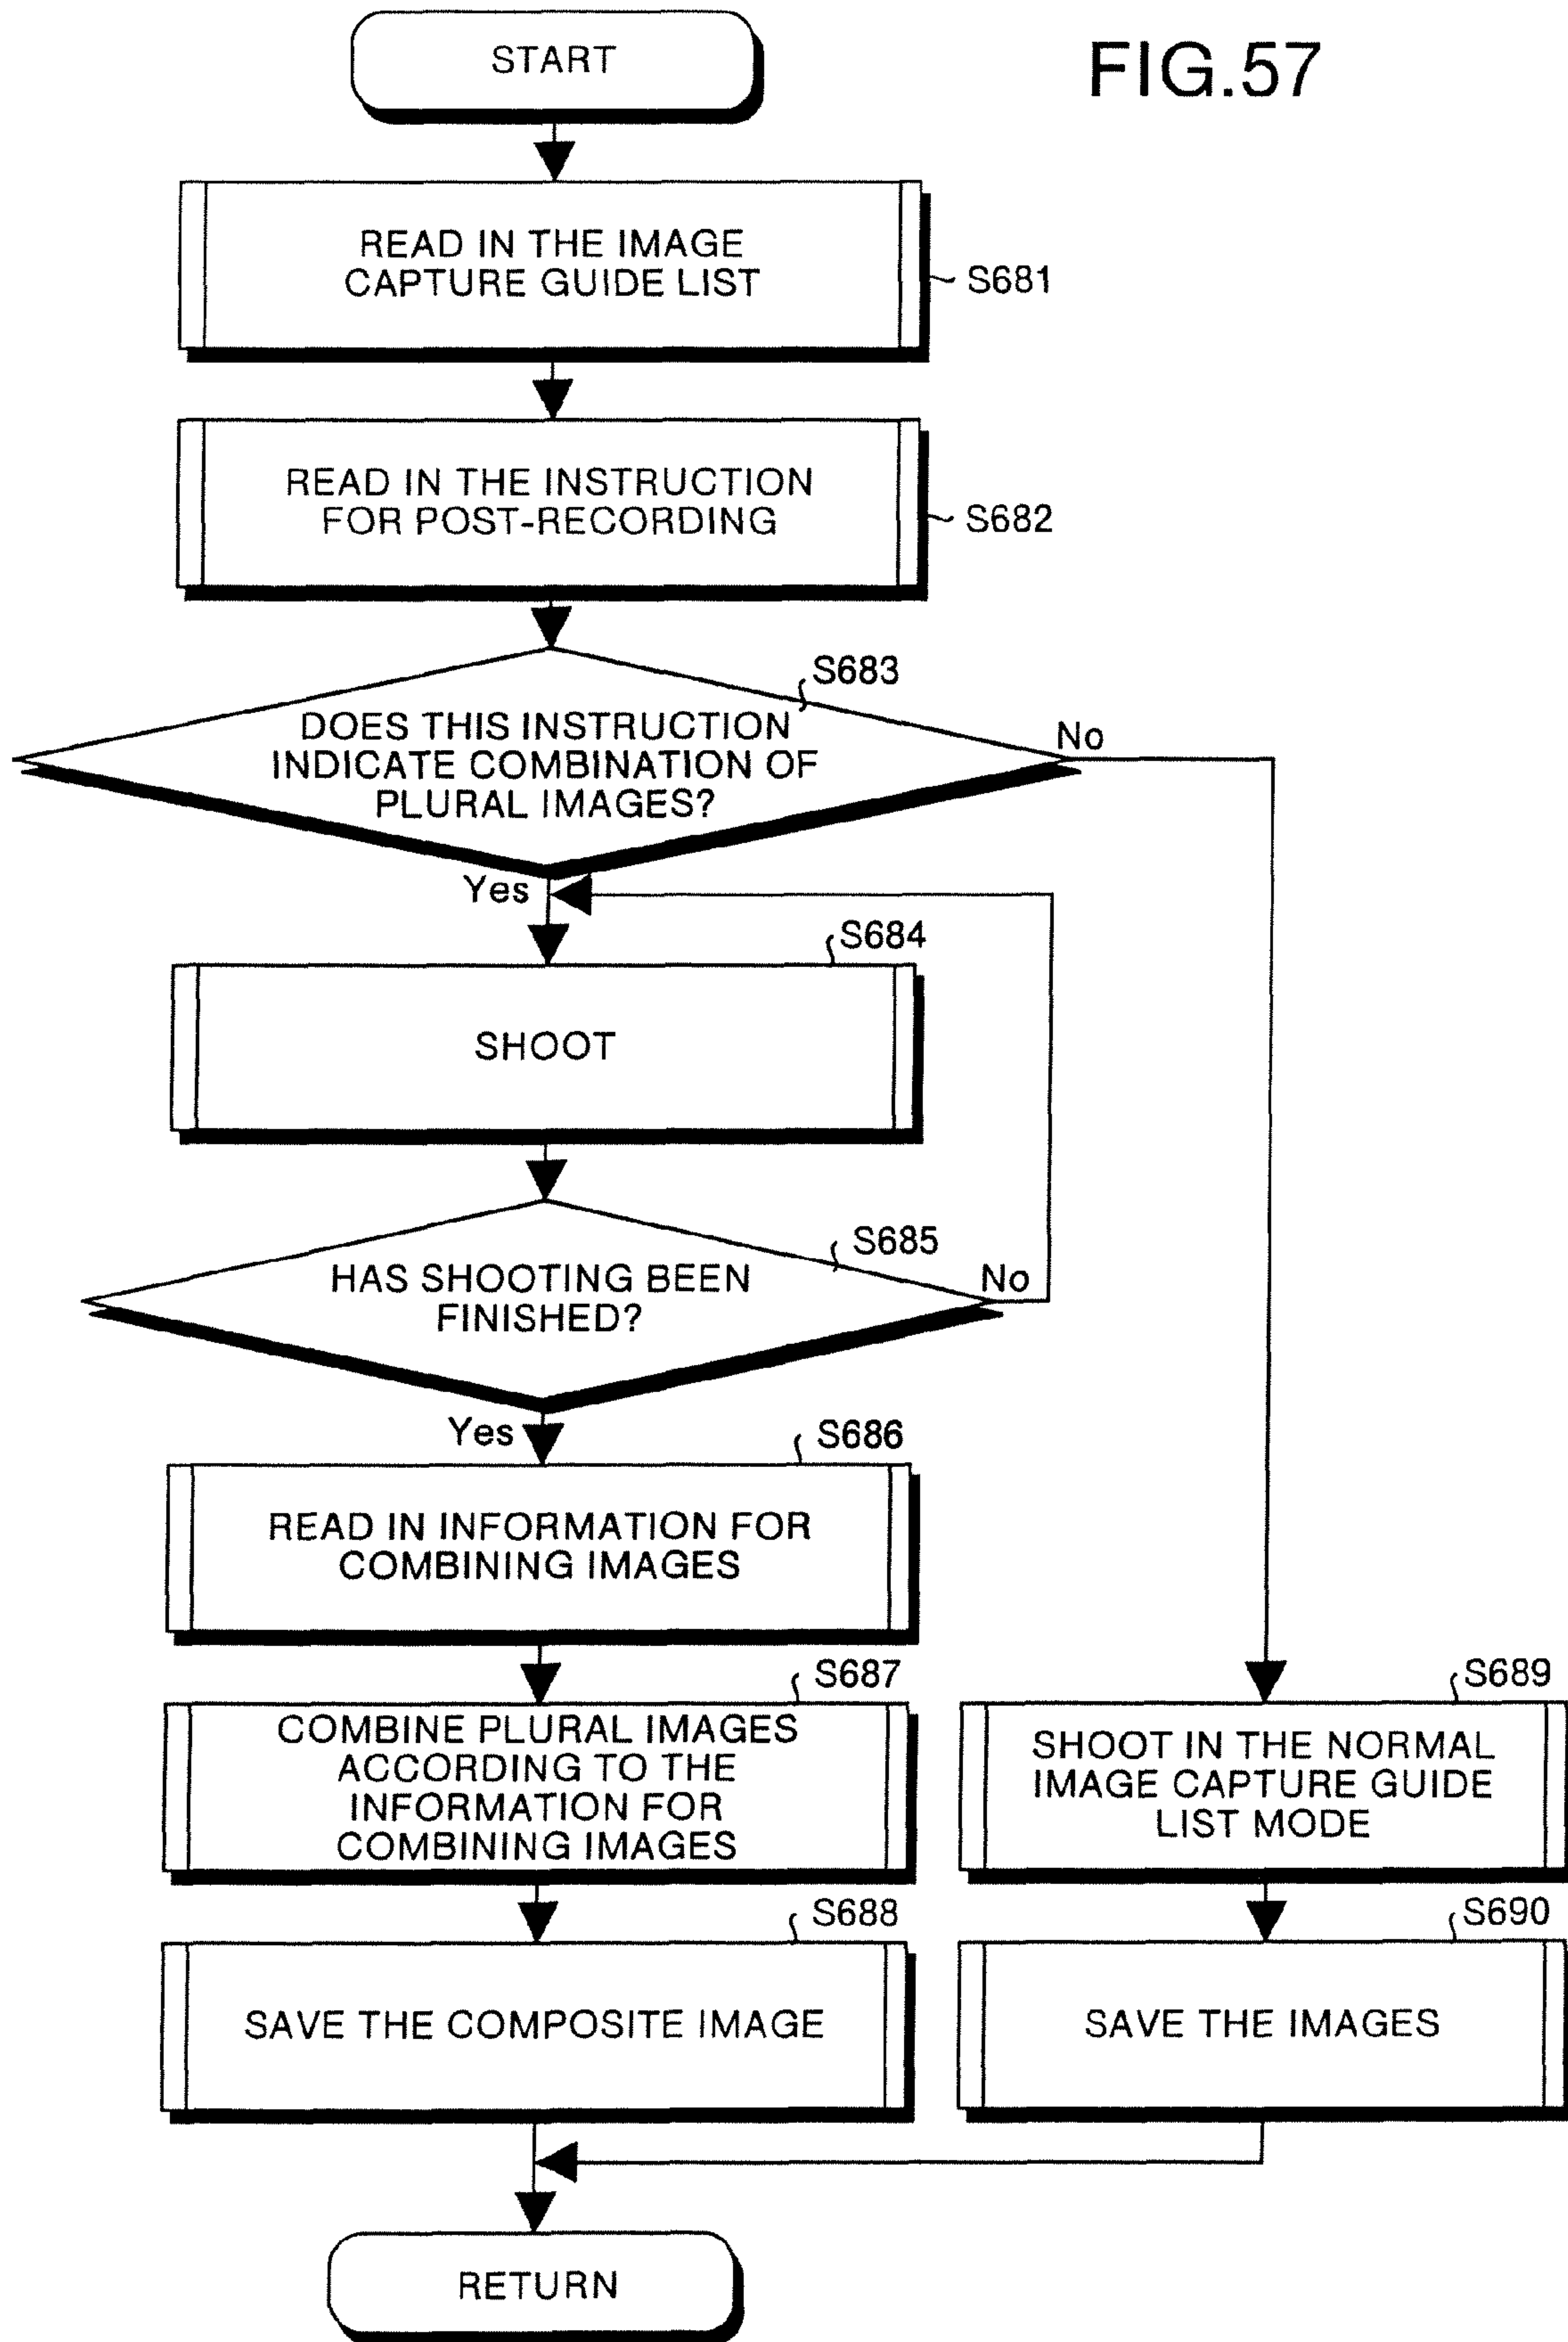 START
FIG.57
READ IN THE IMAGE
CAPTURE GUIDE LIST
S681
READ IN THE INSTRUCTION
FOR POST-RECORDING
S682
S683
DOES THIS INSTRUCTION
INDICATE COMBINATION OF
PLURAL IMAGES?
No
Yes
S684
SHOOT
S685
HAS SHOOTING BEEN
FINISHED?
No
Yes
S686
READ IN INFORMATION FOR
COMBINING IMAGES
S687
COMBINE PLURAL IMAGES
ACCORDING TO THE
INFORMATION FOR
COMBINING IMAGES
S689
SHOOT IN THE NORMAL
IMAGE CAPTURE GUIDE
LIST MODE
S688
SAVE THE COMPOSITE IMAGE
S690
SAVE THE IMAGES
RETURN